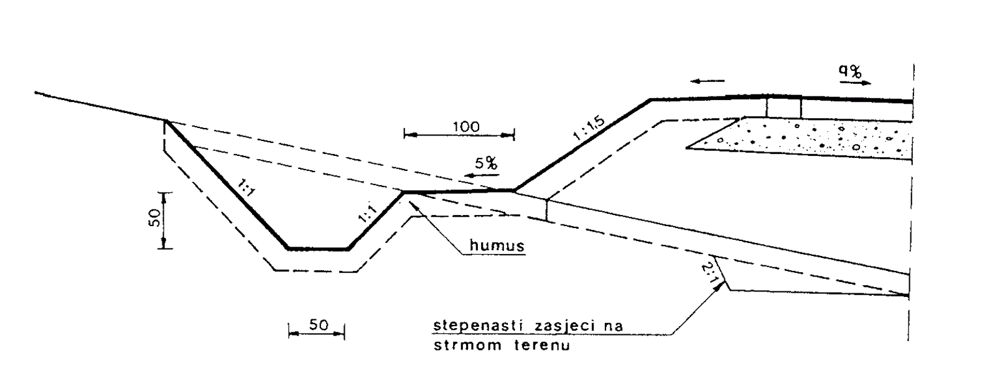 q%
100
1:1,5
5%
1:1
1:1
50
humus
2:1
50
stepenasti zasjeci na
strmom terenu